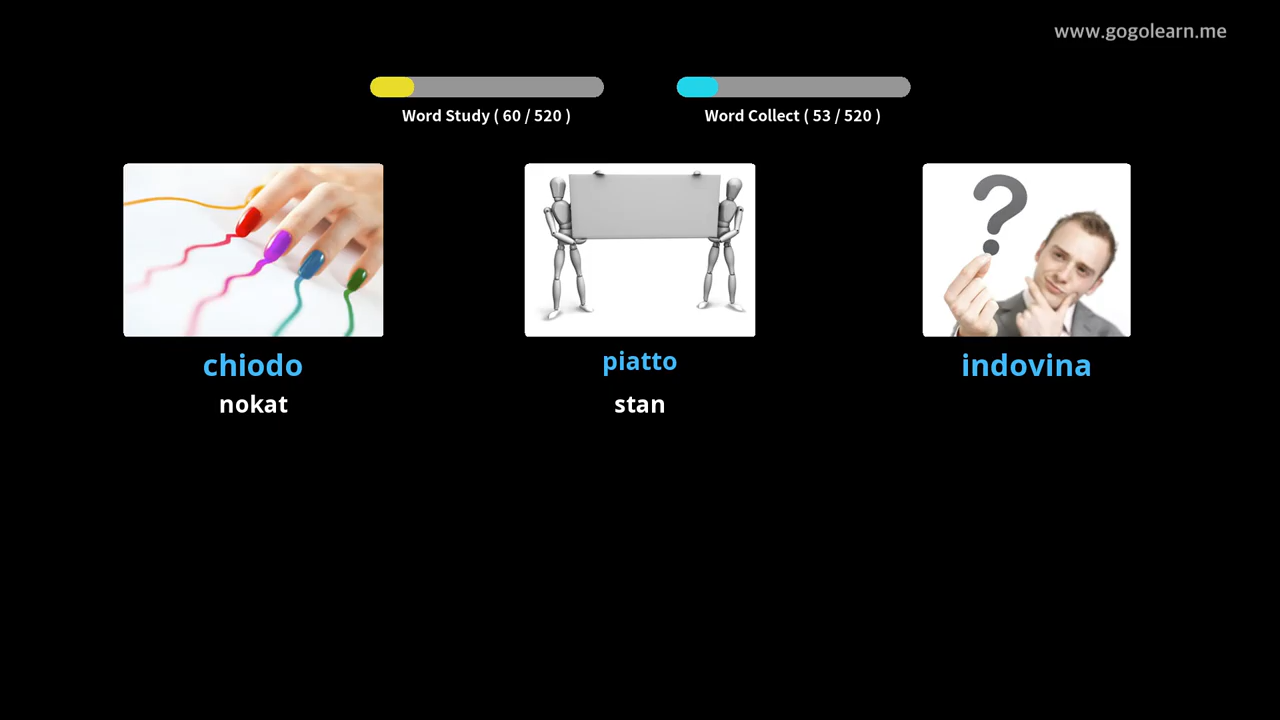 www.gogolearn.me
Word Study ( 60 / 520 )
Word Collect ( 53 / 520 )
chiodo
piatto
indovina
nokat
stan